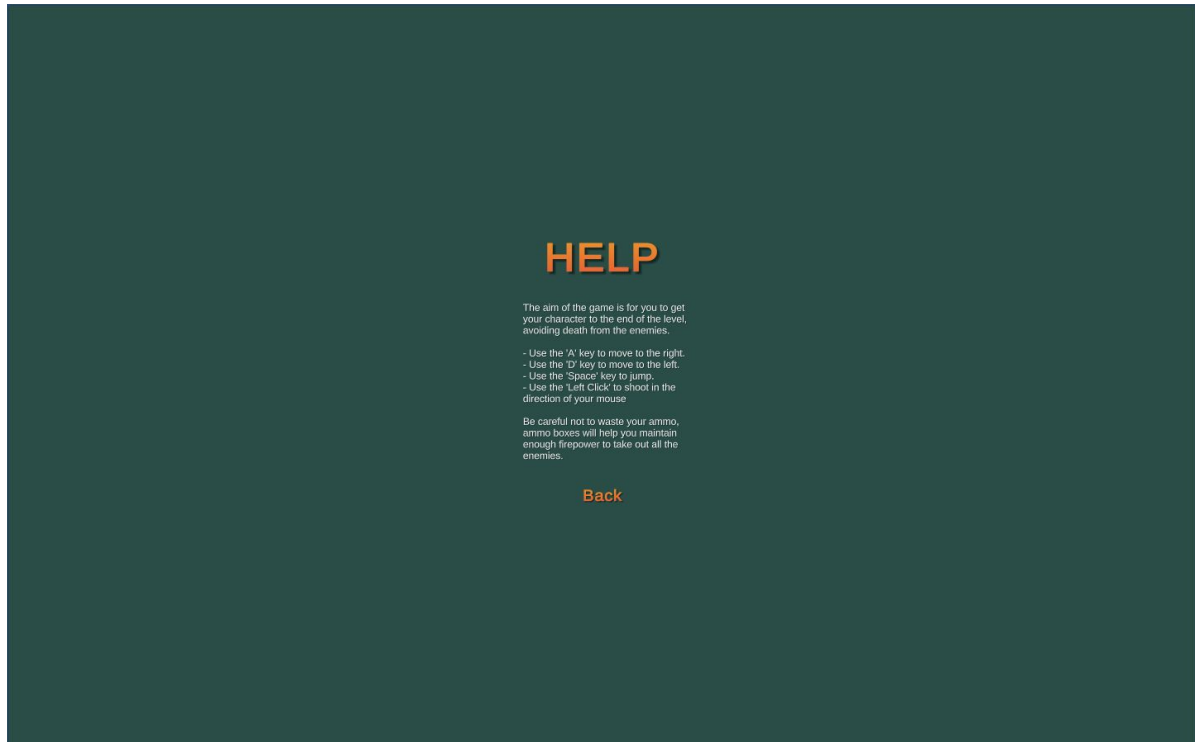 HELP
The aim of the game is for you to get
your character to the end of the level,
avoiding death from the enemies.
- Use the 'A' key to move to the right.
- Use the 'D' key to move to the left.
- Use the 'Space' key to jump.
- Use the 'Left Click' to shoot in the
direction of your mouse
Be careful not to waste your ammo,
ammo boxes will help you maintain
enough firepower to take out all the
enemies.
Back